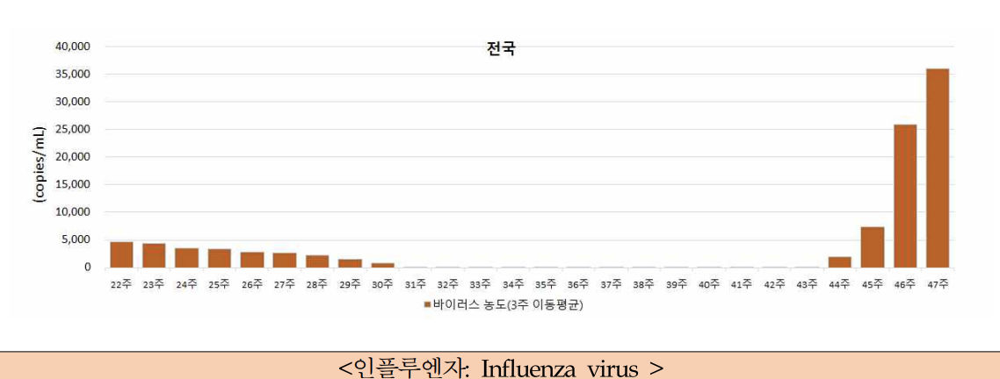 전국
40,000
35,000
30,000
25,000
20,000
15,000
10,000
5,000
0
(copies/mL)
22주 23주 24주 25주 26주 27주 28주 29주 30주 31주 32주 33주 34주 35주 36주 37주 38주 39주 40주 41주 42주 43주 44주 45주 46주 47주
바이러스 농도(3주 이동평균)
<인플루엔자: Influenza virus >